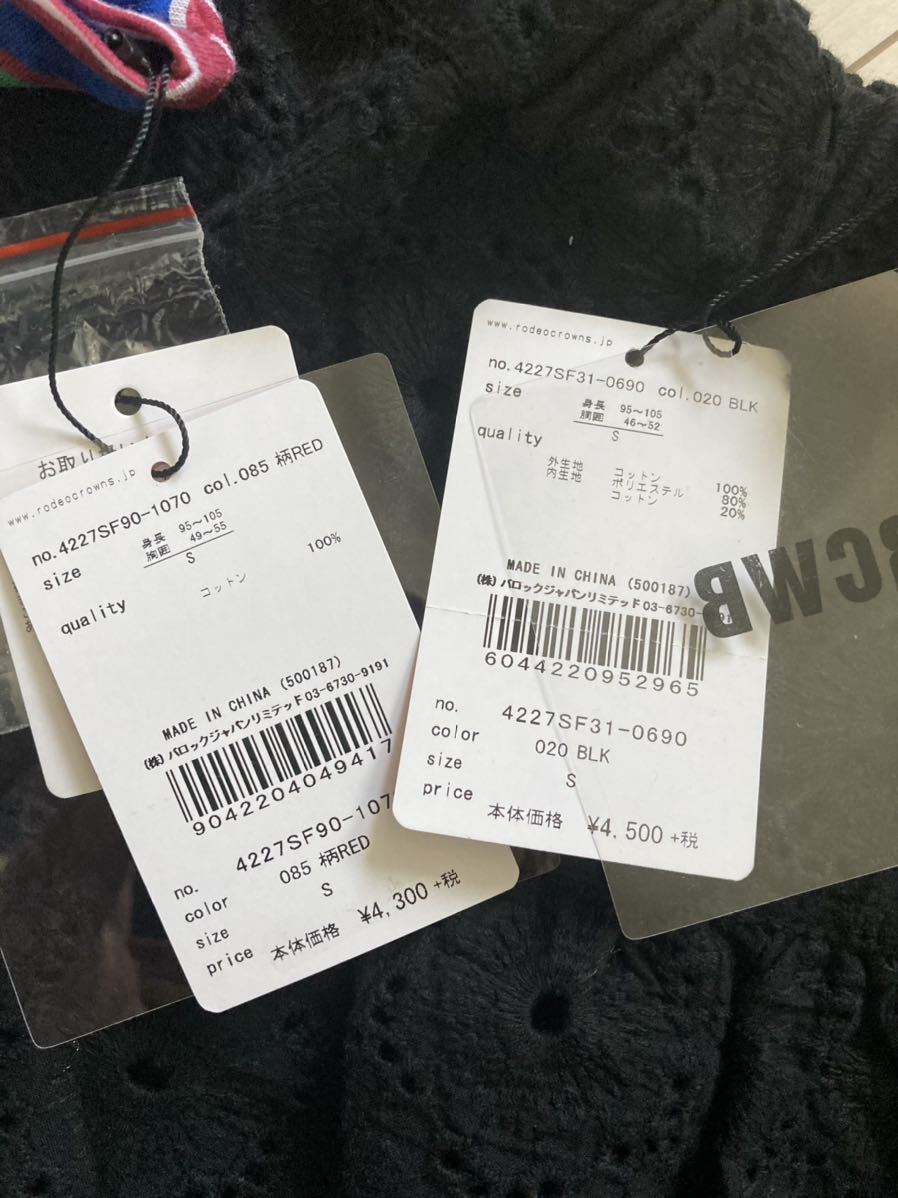 お取り扱い
www.rodeocrowns.jp
no.4227SF90-1070 col.085 柄RED
size
身長 95〜105
胸囲 49〜55
S
quality
コットン 100%
MADE IN CHINA (500187)
(株) バロックジャパンリミテッド 03-6730-9191
9042204049417
no. 4227SF90-107
color 085 柄RED
size S
price 本体価格 ¥4,300 +税
www.rodeocrowns.jp
no.4227SF31-0690 col.020 BLK
size
身長 95〜105
胸囲 46〜52
S
quality
外生地 コットン 100%
内生地 ポリエステル 80%
コットン 20%
MADE IN CHINA (500187)
(株) バロックジャパンリミテッド 03-6730-
6044220952965
no. 4227SF31-0690
color 020 BLK
size S
price 本体価格 ¥4,500 +税
BCWB